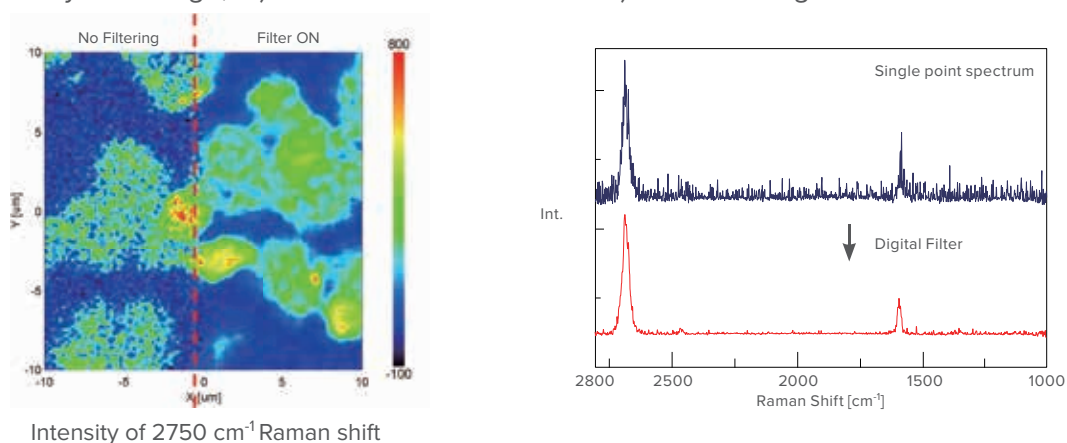 No Filtering
Filter ON
10
5
0
-5
-10
Y [um]
-10
-5
0
5
10
X [um]
800
-100
Intensity of 2750 cm⁻¹ Raman shift
Single point spectrum
Int.
Digital Filter
2800
2500
2000
1500
1000
Raman Shift [cm⁻¹]